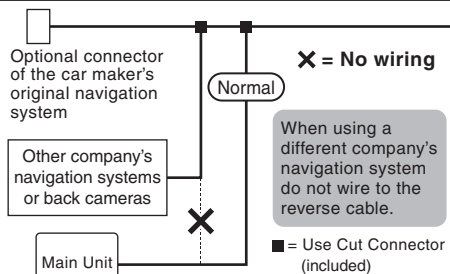 Optional connector
of the car maker's
original navigation
system
✕ = No wiring
Normal
Other company's
navigation systems
or back cameras
When using a
different company's
navigation system
do not wire to the
reverse cable.
■ = Use Cut Connector
(included)
Main Unit